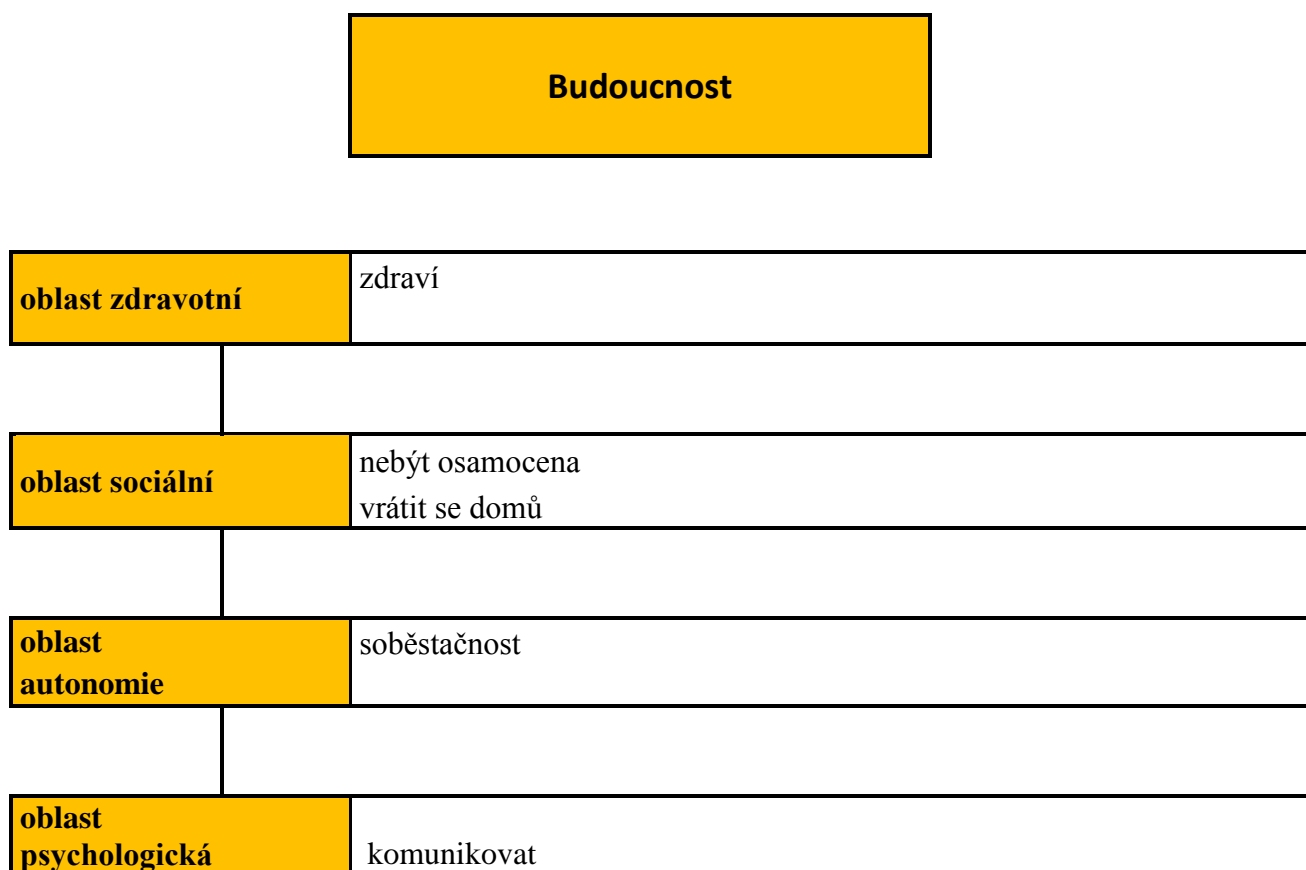 Budoucnost
oblast zdravotní
zdraví
oblast sociální
nebýt osamocena
vrátit se domů
oblast
autonomie
soběstačnost
oblast
psychologická
komunikovat